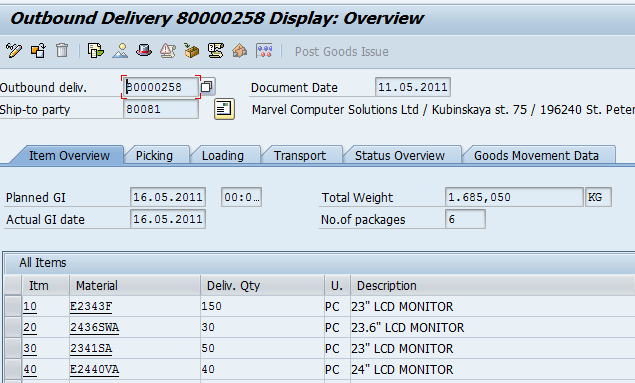 Outbound Delivery 80000258 Display: Overview
Post Goods Issue
Outbound deliv. 80000258 Document Date 11.05.2011
Ship-to party 80081 Marvel Computer Solutions Ltd / Kubinskaya st. 75 / 196240 St. Peter
Item Overview Picking Loading Transport Status Overview Goods Movement Data
Planned GI 16.05.2011 00:0… Total Weight 1.685,050 KG
Actual GI date 16.05.2011 No.of packages 6
All Items
Itm Material Deliv. Qty U. Description
10 E2343F 150 PC 23" LCD MONITOR
20 2436SWA 30 PC 23.6" LCD MONITOR
30 2341SA 50 PC 23" LCD MONITOR
40 E2440VA 40 PC 24" LCD MONITOR